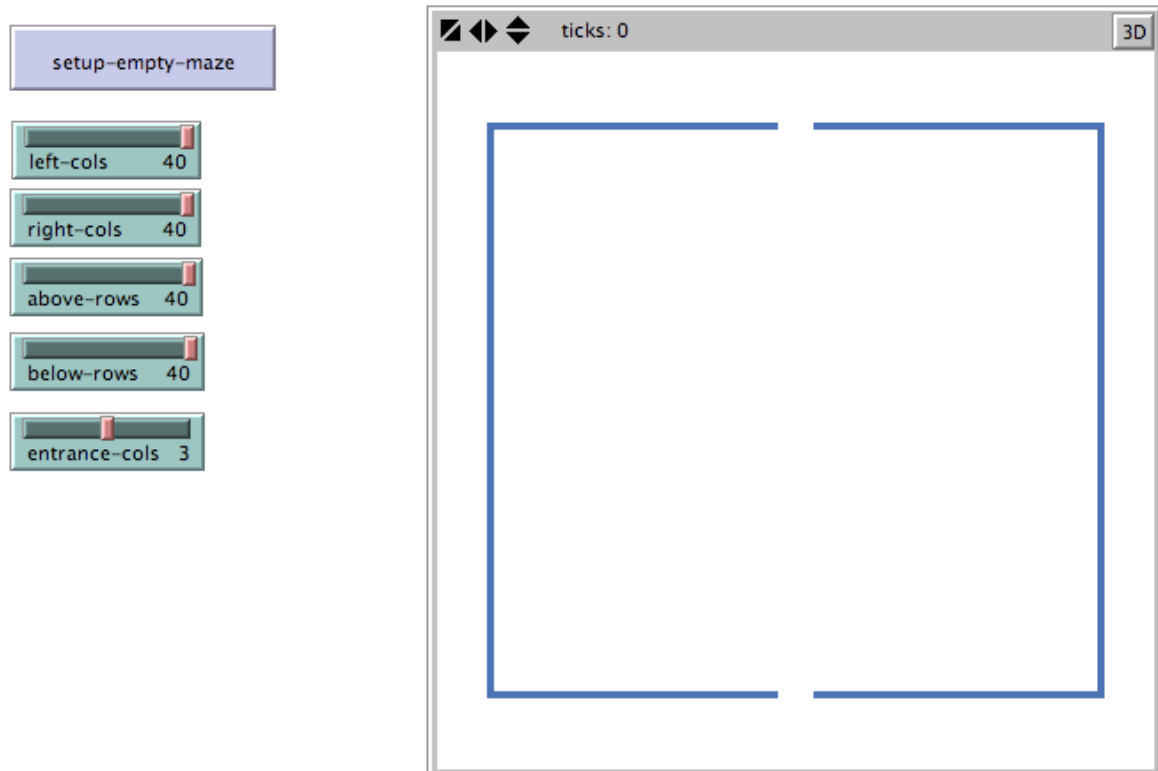 setup-empty-maze
left-cols 40
right-cols 40
above-rows 40
below-rows 40
entrance-cols 3
ticks: 0
3D